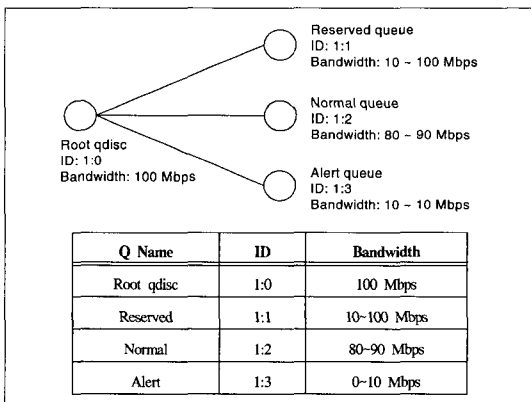 Reserved queue
ID: 1:1
Bandwidth: 10 ~ 100 Mbps
Normal queue
ID: 1:2
Bandwidth: 80 ~ 90 Mbps
Root qdisc
ID: 1:0
Bandwidth: 100 Mbps
Alert queue
ID: 1:3
Bandwidth: 10 ~ 10 Mbps
Q Name ID Bandwidth
Root qdisc 1:0 100 Mbps
Reserved 1:1 10~100 Mbps
Normal 1:2 80~90 Mbps
Alert 1:3 0~10 Mbps